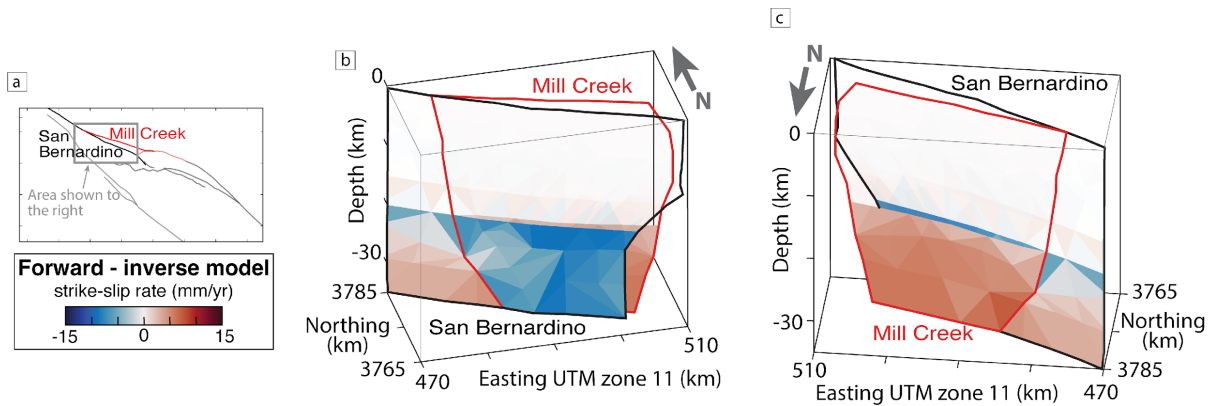 a
San
Bernardino
Mill Creek
Area shown to
the right
Forward - inverse model
strike-slip rate (mm/yr)
-15
0
15
b
0
Mill Creek
N
Depth (km)
-30
3785
San Bernardino
Northing
(km)
3765
470
Easting UTM zone 11 (km)
510
c
N
San Bernardino
0
Depth (km)
-30
Mill Creek
3765
Northing
(km)
3785
510
Easting UTM zone 11 (km)
470